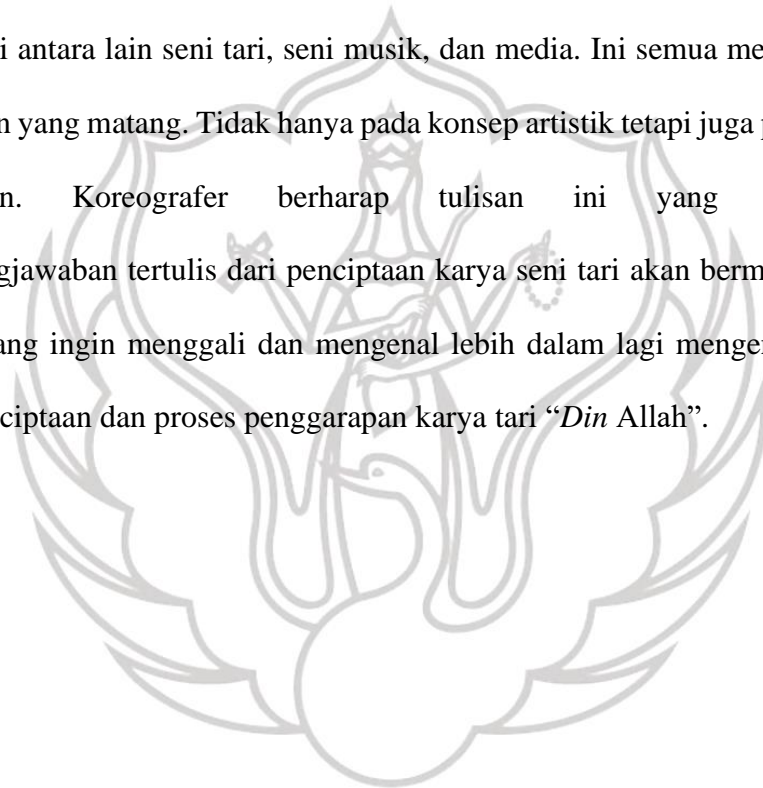 i antara lain seni tari, seni musik, dan media. Ini semua me
n yang matang. Tidak hanya pada konsep artistik tetapi juga p
n. Koreografer berharap tulisan ini yang
gjawaban tertulis dari penciptaan karya seni tari akan berm
ang ingin menggali dan mengenal lebih dalam lagi menge
ciptaan dan proses penggarapan karya tari “Din Allah”.